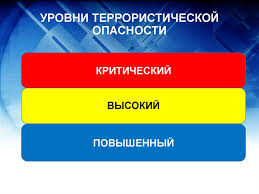 УРОВНИ ТЕРРОРИСТИЧЕСКОЙ
ОПАСНОСТИ
КРИТИЧЕСКИЙ
ВЫСОКИЙ
ПОВЫШЕННЫЙ